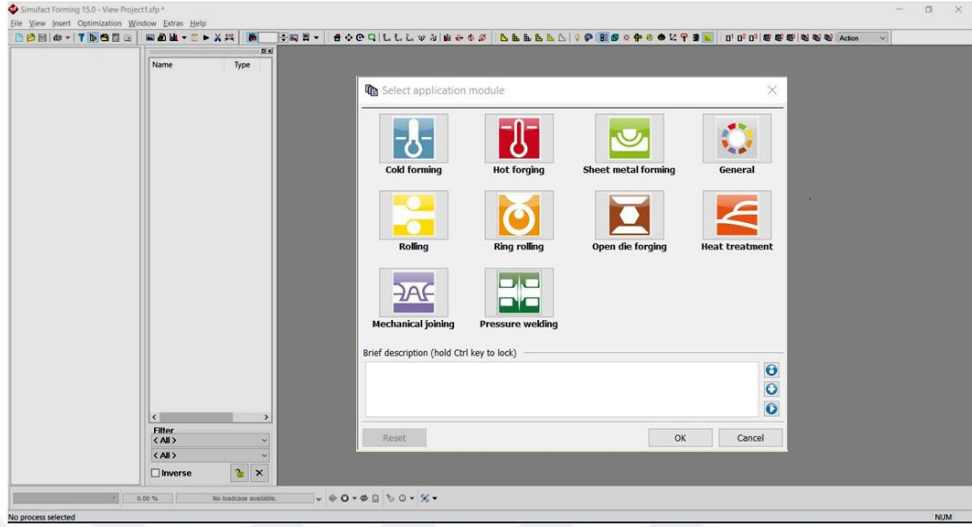 Simufact Forming 15.0 - View Project1.sfp *
File View Insert Optimization Window Extras Help
Action
Name Type
Select application module
Cold forming Hot forging Sheet metal forming General
Rolling Ring rolling Open die forging Heat treatment
Mechanical joining Pressure welding
Brief description (hold Ctrl key to lock)
Reset OK Cancel
Filter
< All >
< All >
Inverse
0.00 % No loadcase available.
No process selected NUM